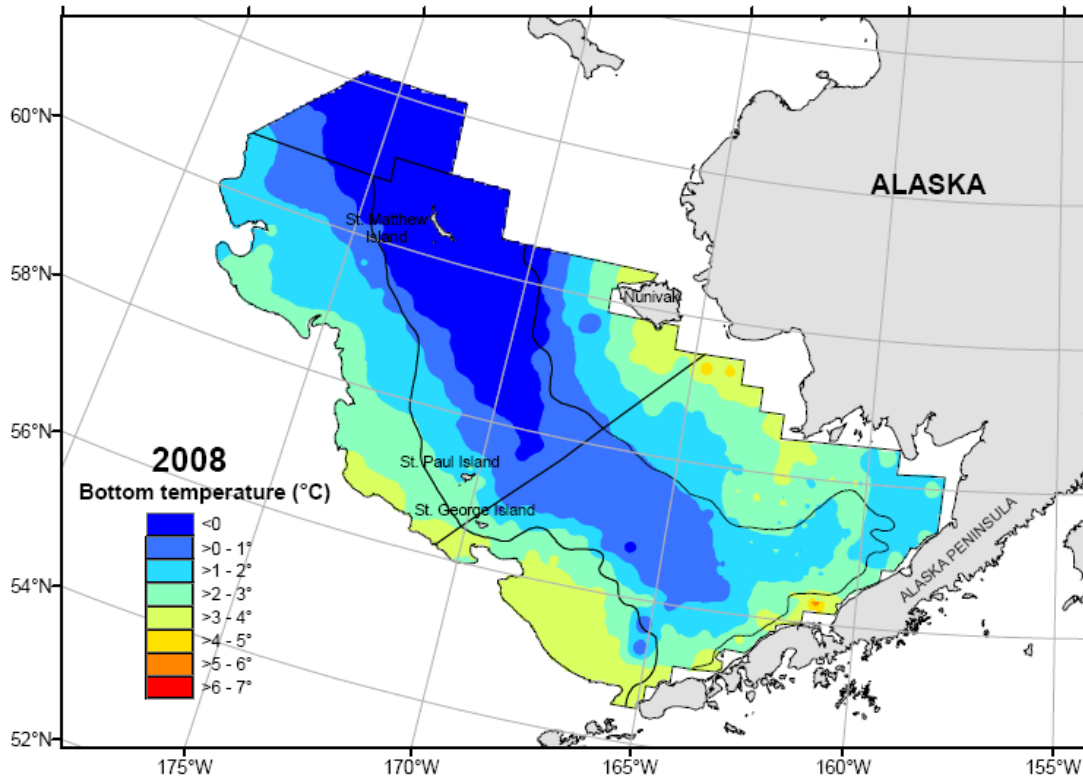 60°N
58°N
56°N
54°N
52°N
ALASKA
St. Matthew
Island
Nunivak
St. Paul Island
St. George Island
ALASKA PENINSULA
2008
Bottom temperature (°C)
<0
>0 - 1°
>1 - 2°
>2 - 3°
>3 - 4°
>4 - 5°
>5 - 6°
>6 - 7°
175°W
170°W
165°W
160°W
155°W